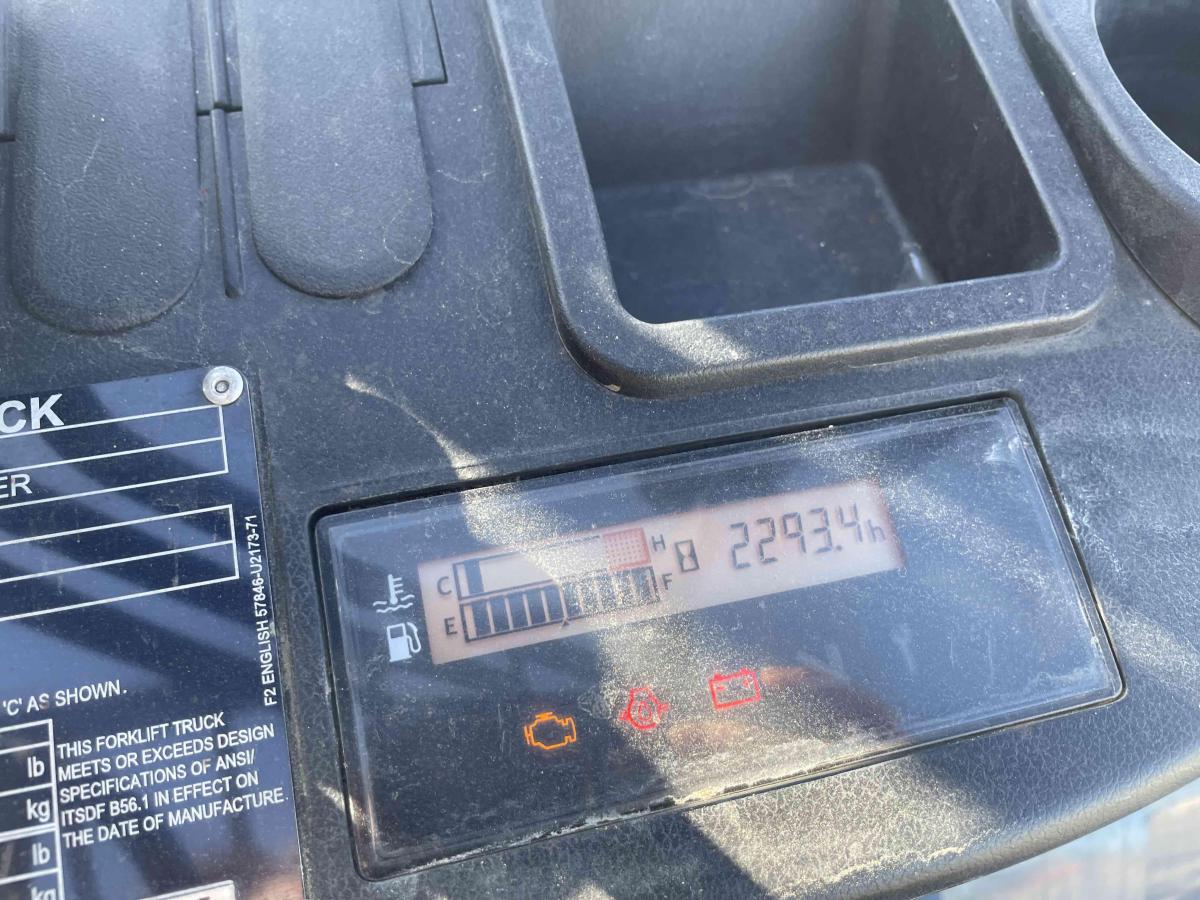 CK
ER
F2 ENGLISH 57846-U2173-71
'C' AS SHOWN.
lb
kg
lb
kg
THIS FORKLIFT TRUCK
MEETS OR EXCEEDS DESIGN
SPECIFICATIONS OF ANSI/
ITSDF B56.1 IN EFFECT ON
THE DATE OF MANUFACTURE.
C H
2293.4h
E F